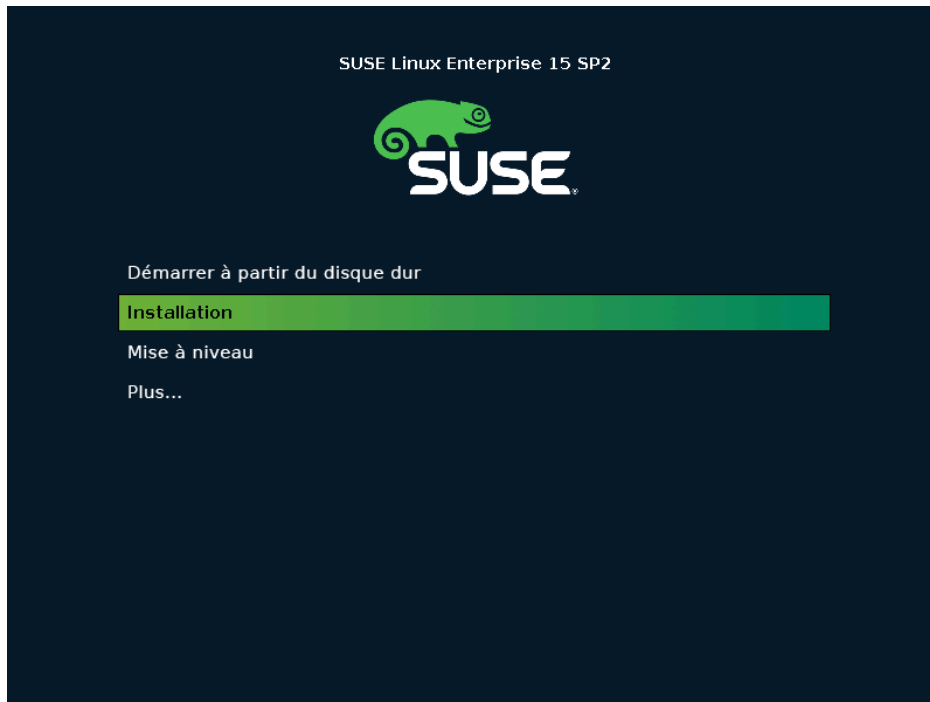 SUSE Linux Enterprise 15 SP2
SUSE
Démarrer à partir du disque dur
Installation
Mise à niveau
Plus...